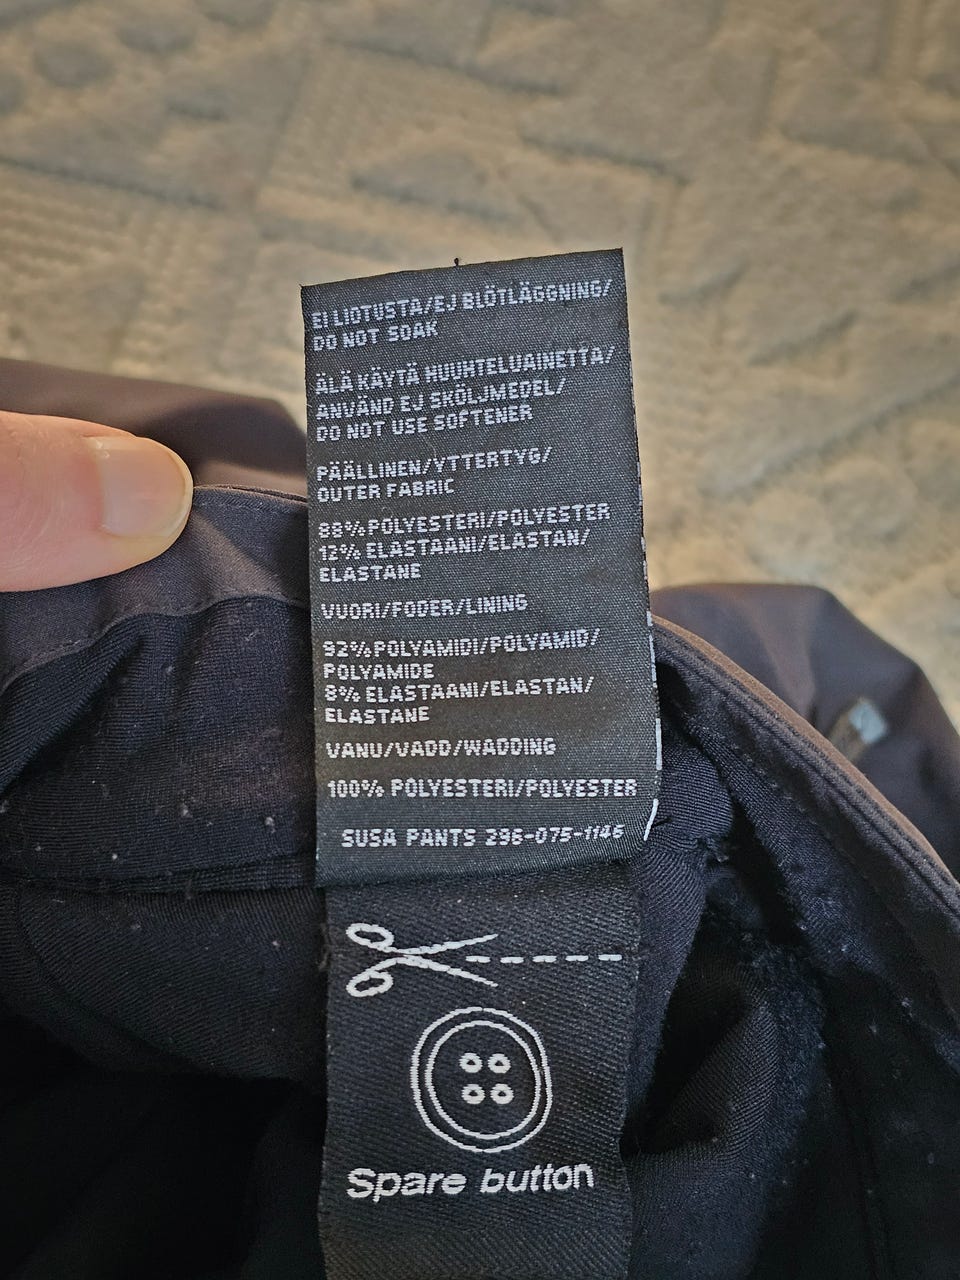 EI LIOTUSTA/EJ BLÖTLÄGGNING/
DO NOT SOAK
ÄLÄ KÄYTÄ HUUHTELUAINETTA/
ANVÄND EJ SKÖLJMEDEL/
DO NOT USE SOFTENER
PÄÄLLINEN/YTTERTYG/
OUTER FABRIC
88% POLYESTERI/POLYESTER
12% ELASTAANI/ELASTAN/
ELASTANE
VUORI/FODER/LINING
92% POLYAMIDI/POLYAMID/
POLYAMIDE
8% ELASTAANI/ELASTAN/
ELASTANE
VANU/VADD/WADDING
100% POLYESTERI/POLYESTER
SUSA PANTS 296-075-1146
Spare button